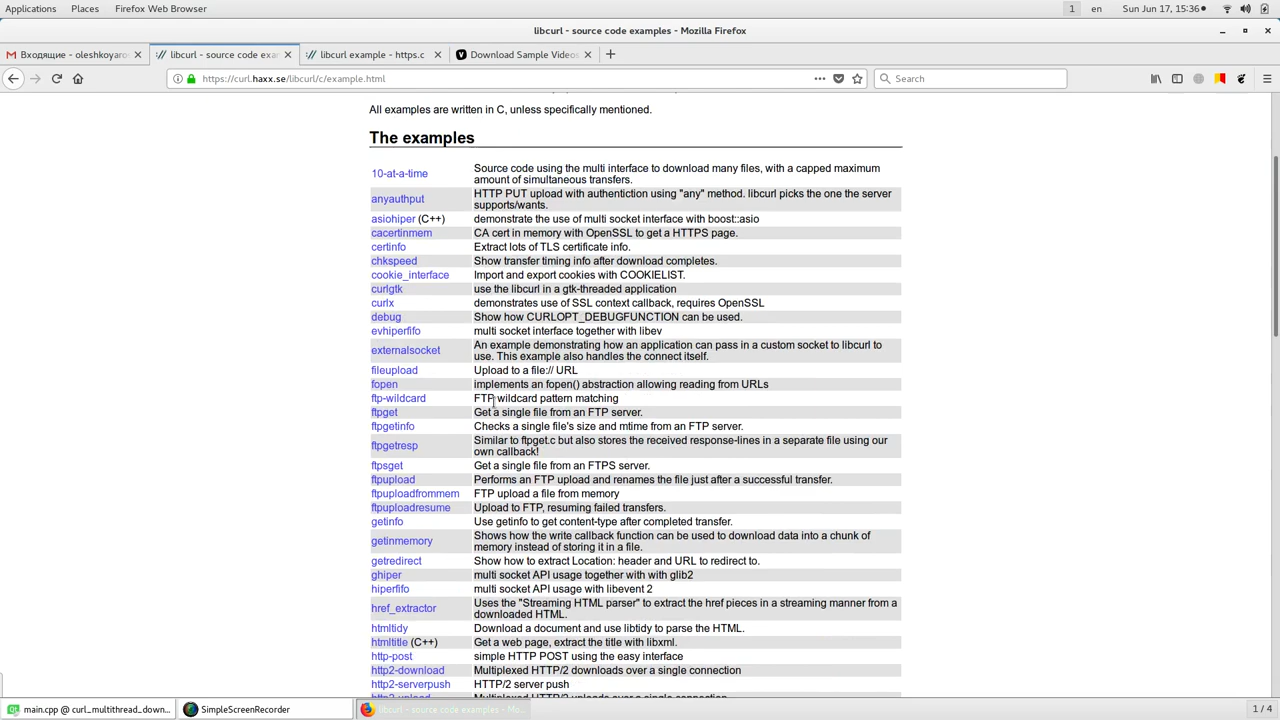 Applications Places Firefox Web Browser 1 en Sun Jun 17, 15:36
libcurl - source code examples - Mozilla Firefox
Входящие - oleshkoyaros libcurl - source code exam libcurl example - https.c Download Sample Videos
https://curl.haxx.se/libcurl/c/example.html Search
All examples are written in C, unless specifically mentioned.
The examples
10-at-a-time Source code using the multi interface to download many files, with a capped maximum
amount of simultaneous transfers.
anyauthput HTTP PUT upload with authentiction using "any" method. libcurl picks the one the server
supports/wants.
asiohiper (C++) demonstrate the use of multi socket interface with boost::asio
cacertinmem CA cert in memory with OpenSSL to get a HTTPS page.
certinfo Extract lots of TLS certificate info.
chkspeed Show transfer timing info after download completes.
cookie_interface Import and export cookies with COOKIELIST.
curlgtk use the libcurl in a gtk-threaded application
curlx demonstrates use of SSL context callback, requires OpenSSL
debug Show how CURLOPT_DEBUGFUNCTION can be used.
evhiperfifo multi socket interface together with libev
externalsocket An example demonstrating how an application can pass in a custom socket to libcurl to
use. This example also handles the connect itself.
fileupload Upload to a file:// URL
fopen implements an fopen() abstraction allowing reading from URLs
ftp-wildcard FTP wildcard pattern matching
ftpget Get a single file from an FTP server.
ftpgetinfo Checks a single file's size and mtime from an FTP server.
ftpgetresp Similar to ftpget.c but also stores the received response-lines in a separate file using our
own callback!
ftpsget Get a single file from an FTPS server.
ftpupload Performs an FTP upload and renames the file just after a successful transfer.
ftpuploadfrommem FTP upload a file from memory
ftpuploadresume Upload to FTP, resuming failed transfers.
getinfo Use getinfo to get content-type after completed transfer.
getinmemory Shows how the write callback function can be used to download data into a chunk of
memory instead of storing it in a file.
getredirect Show how to extract Location: header and URL to redirect to.
ghiper multi socket API usage together with with glib2
hiperfifo multi socket API usage with libevent 2
href_extractor Uses the "Streaming HTML parser" to extract the href pieces in a streaming manner from a
downloaded HTML.
htmltidy Download a document and use libtidy to parse the HTML.
htmltitle (C++) Get a web page, extract the title with libxml.
http-post simple HTTP POST using the easy interface
http2-download Multiplexed HTTP/2 downloads over a single connection
http2-serverpush HTTP/2 server push
http2-upload Multiplexed HTTP/2 uploads over a single connection
main.cpp @ curl_multithread_down... SimpleScreenRecorder libcurl - source code examples - Mo... 1 / 4